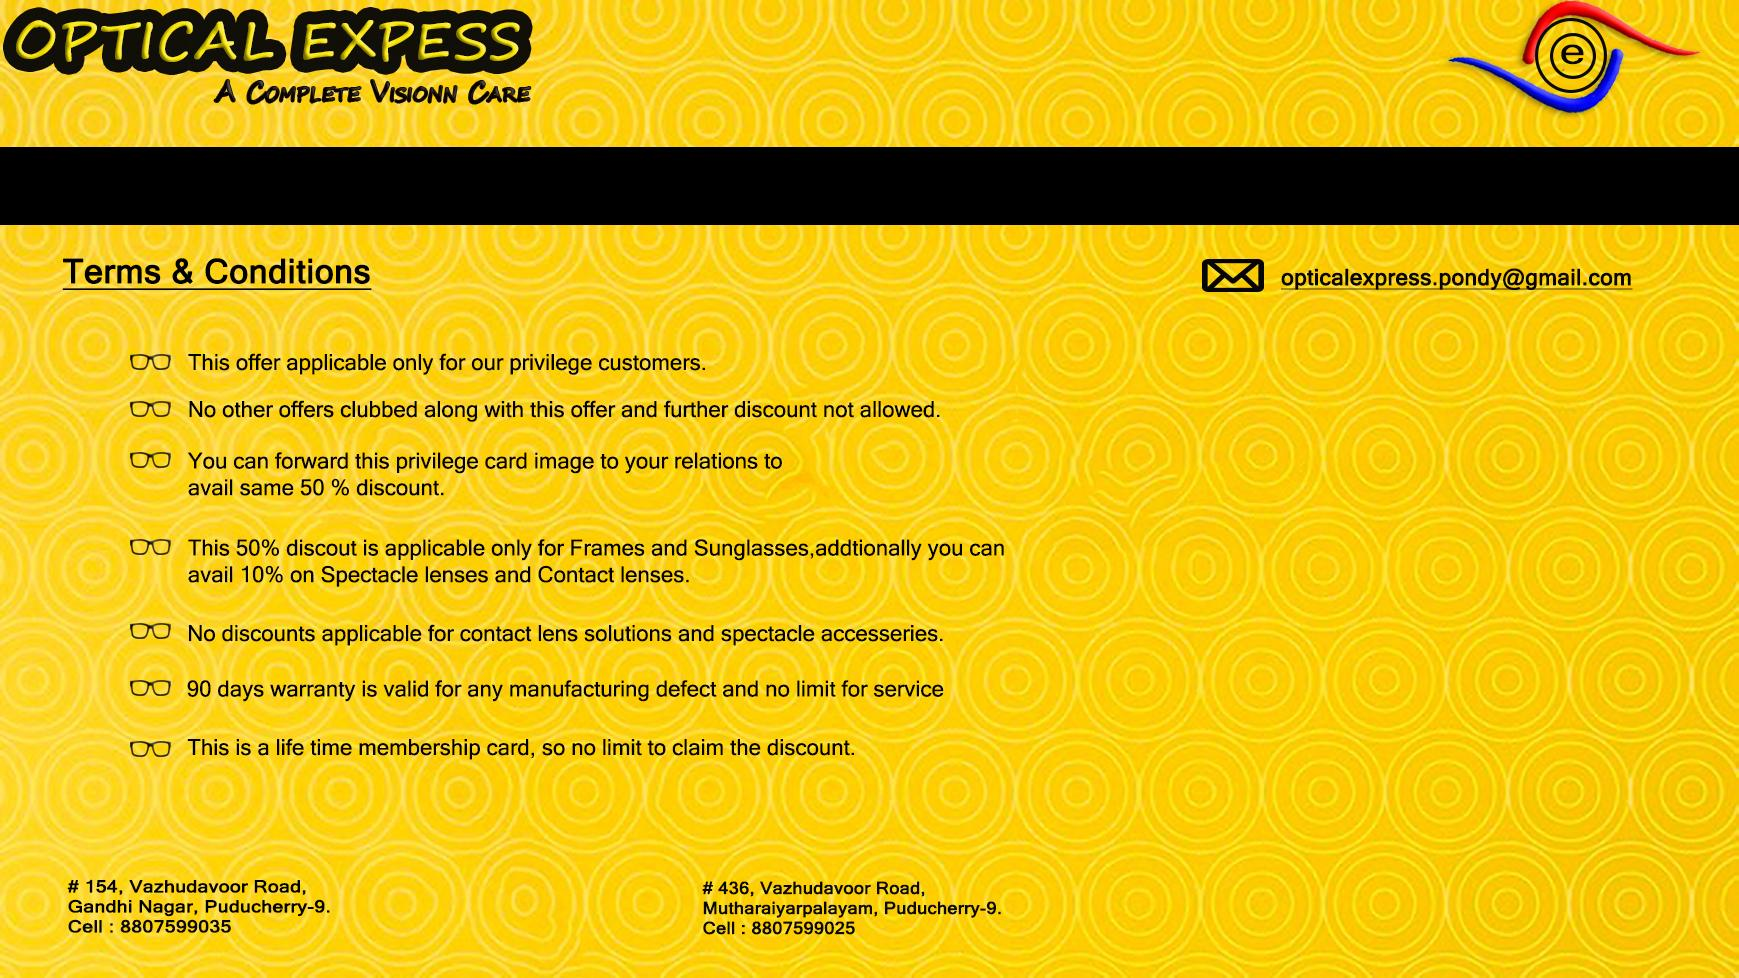 OPTICAL EXPESS
A COMPLETE VISIONN CARE
e
Terms & Conditions
opticalexpress.pondy@gmail.com
This offer applicable only for our privilege customers.
No other offers clubbed along with this offer and further discount not allowed.
You can forward this privilege card image to your relations to
avail same 50 % discount.
This 50% discout is applicable only for Frames and Sunglasses,addtionally you can
avail 10% on Spectacle lenses and Contact lenses.
No discounts applicable for contact lens solutions and spectacle accesseries.
90 days warranty is valid for any manufacturing defect and no limit for service
This is a life time membership card, so no limit to claim the discount.
# 154, Vazhudavoor Road,
Gandhi Nagar, Puducherry-9.
Cell : 8807599035
# 436, Vazhudavoor Road,
Mutharaiyarpalayam, Puducherry-9.
Cell : 8807599025